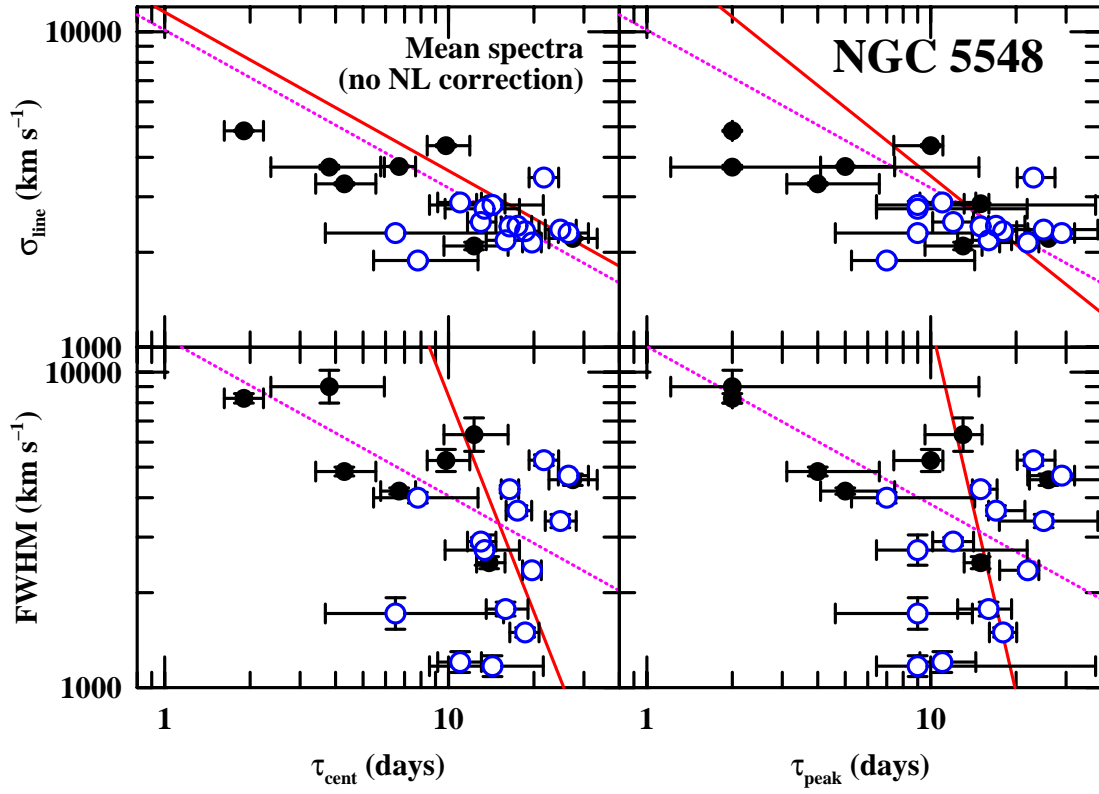 Mean spectra
(no NL correction)
NGC 5548
10000
σline (km s−1)
1000
10000
FWHM (km s−1)
1000
1
10
1
10
τcent (days)
τpeak (days)